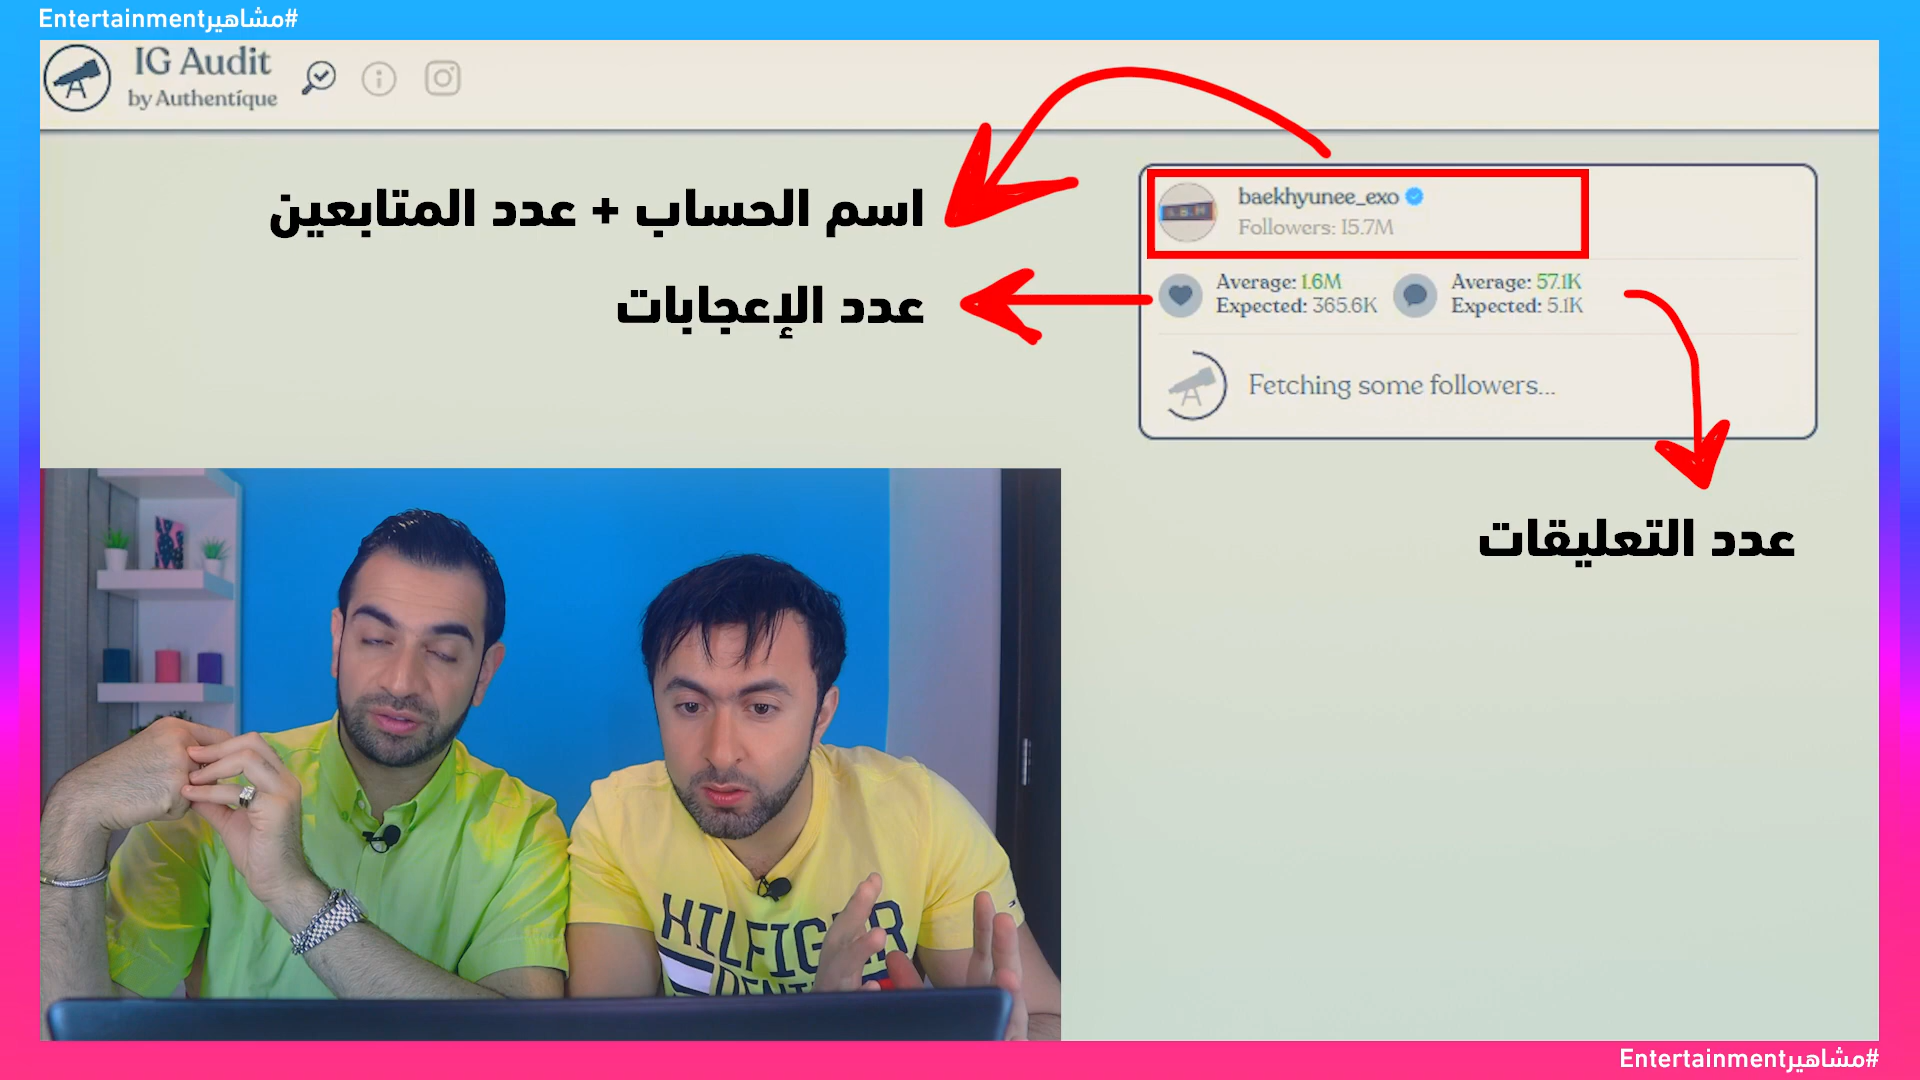 #مشاهيرEntertainment
IG Audit
by Authentíque
اسم الحساب + عدد المتابعين
عدد الإعجابات
baekhyunee_exo
Followers: 15.7M
Average: 1.6M
Expected: 365.6K
Average: 57.1K
Expected: 5.1K
Fetching some followers...
عدد التعليقات
HILFIGER
DENIM
#مشاهيرEntertainment